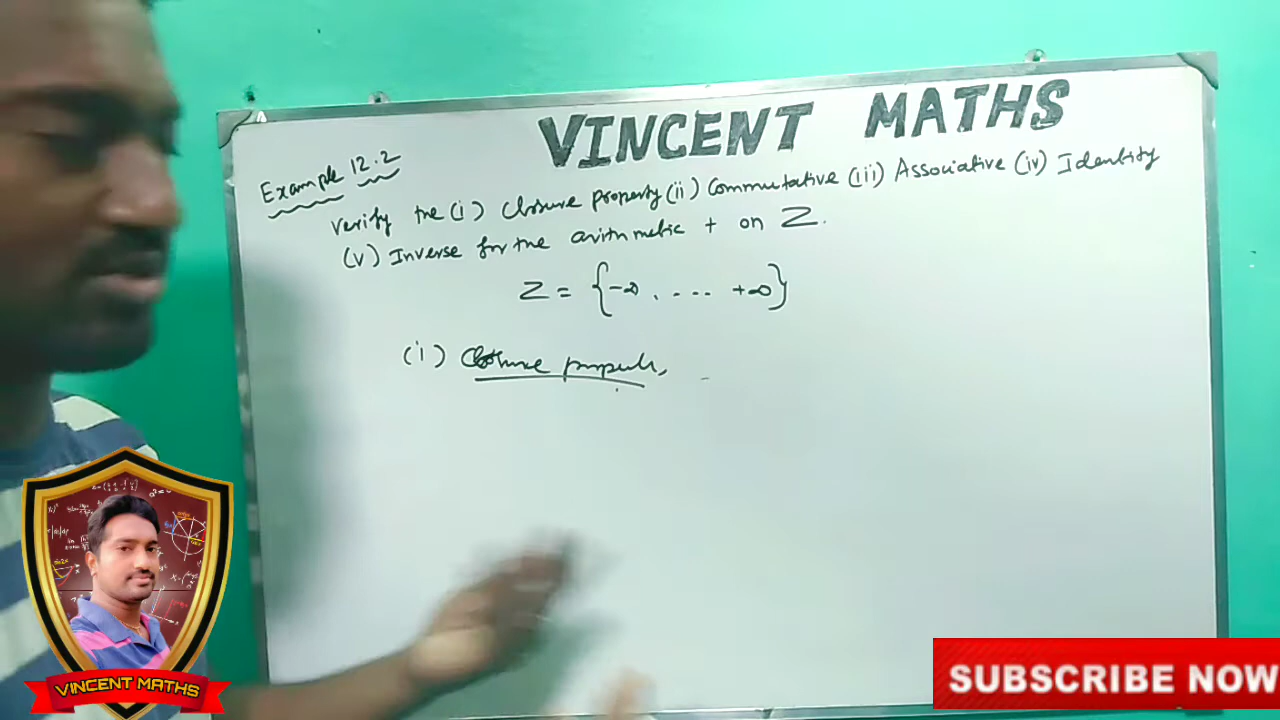 VINCENT MATHS
Example 12.2
Verify the (i) Closure property (ii) Commutative (iii) Associative (iv) Identity
(v) Inverse for the arithmetic + on Z.
Z = {-∞, .... +∞}
(i) Closure property
VINCENT MATHS
SUBSCRIBE NOW